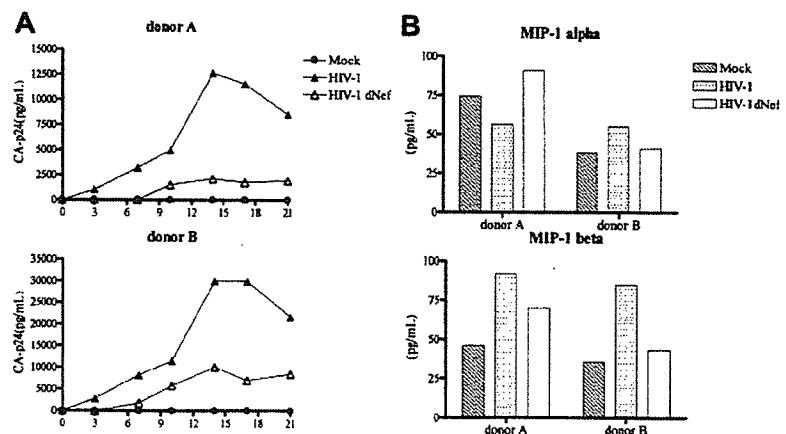 A
donor A
CA-p24(pg/mL)
15000
12500
10000
7500
5000
2500
0
0 3 6 9 12 15 18 21
Mock
HIV-1
HIV-1 dNef
donor B
CA-p24(pg/mL)
35000
30000
25000
20000
15000
10000
5000
0
0 3 6 9 12 15 18 21
B
MIP-1 alpha
(pg/mL)
100
75
50
25
0
donor A donor B
Mock
HIV-1
HIV-1dNef
MIP-1 beta
(pg/mL)
100
75
50
25
0
donor A donor B